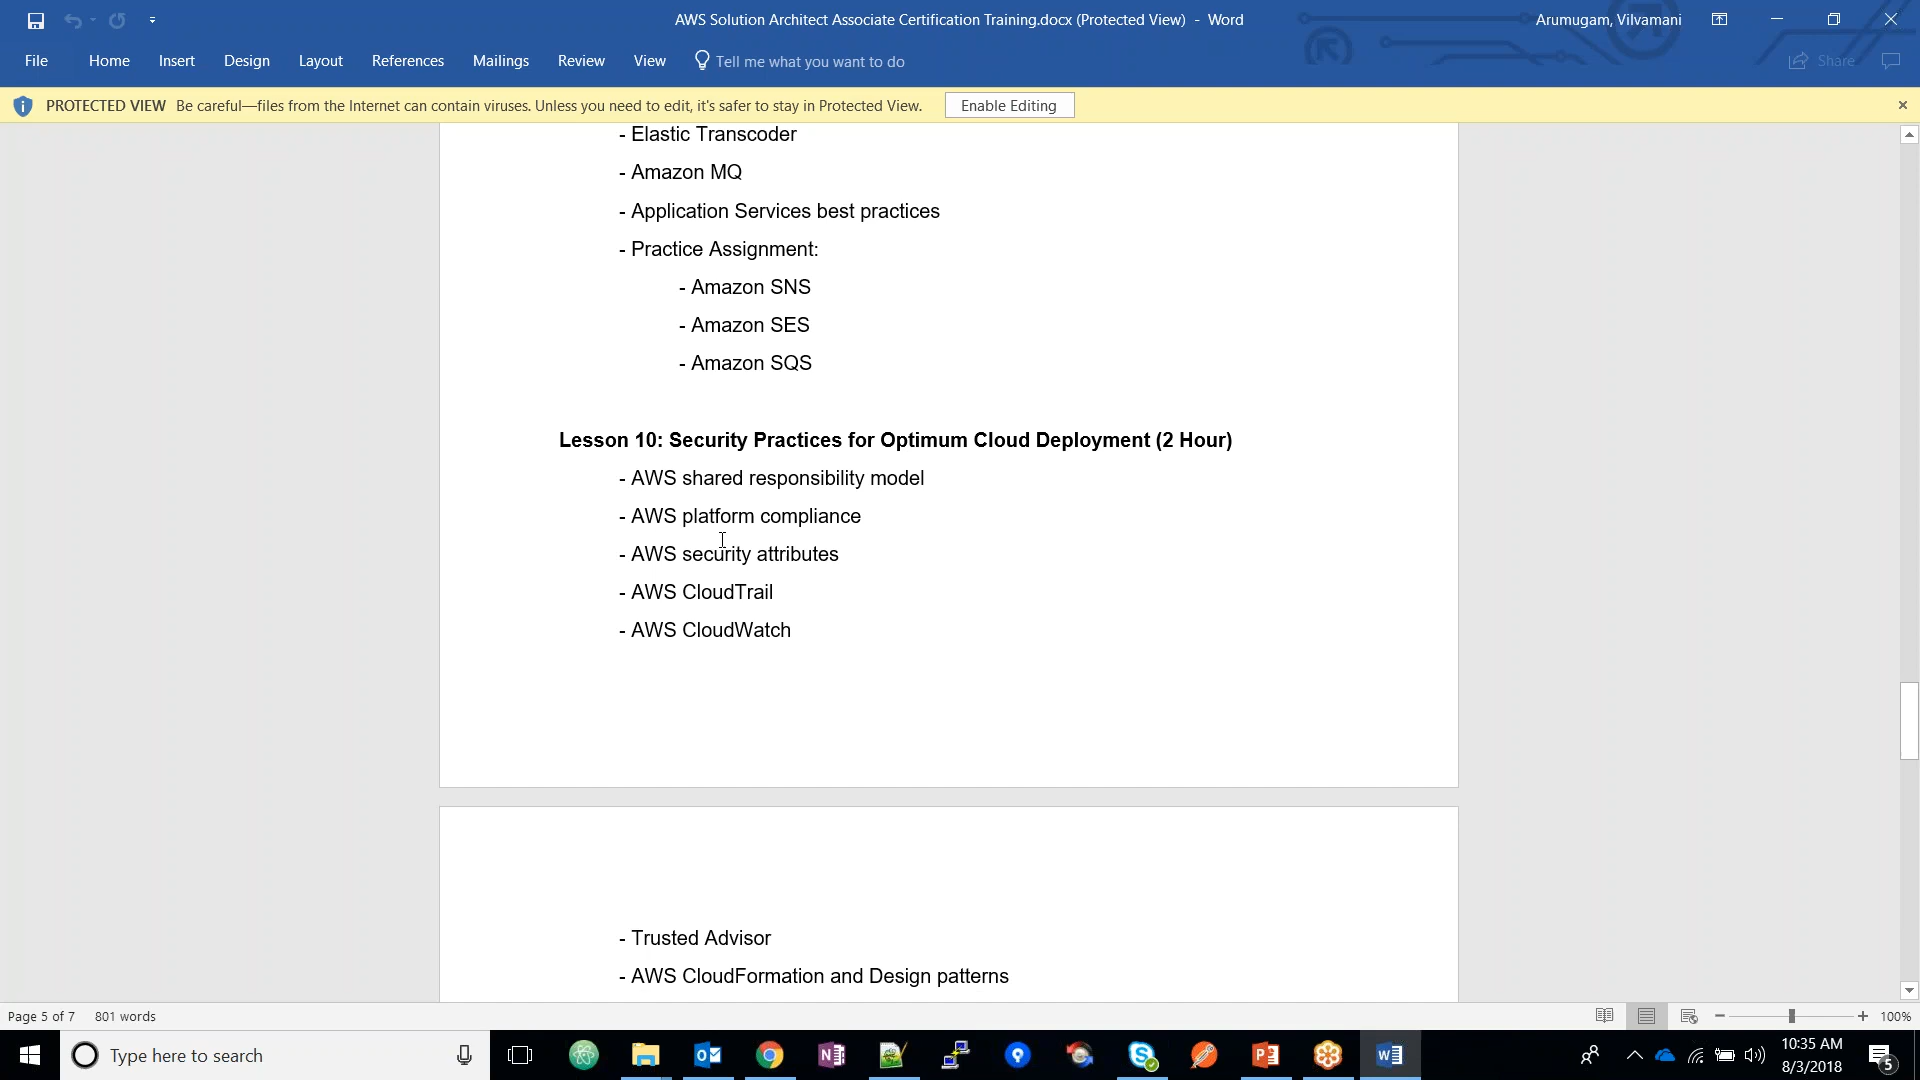 AWS Solution Architect Associate Certification Training.docx (Protected View) - Word
Arumugam, Vilvamani
File Home Insert Design Layout References Mailings Review View Tell me what you want to do
Share
PROTECTED VIEW Be careful—files from the Internet can contain viruses. Unless you need to edit, it's safer to stay in Protected View. Enable Editing
- Elastic Transcoder
- Amazon MQ
- Application Services best practices
- Practice Assignment:
- Amazon SNS
- Amazon SES
- Amazon SQS
Lesson 10: Security Practices for Optimum Cloud Deployment (2 Hour)
- AWS shared responsibility model
- AWS platform compliance
- AWS security attributes
- AWS CloudTrail
- AWS CloudWatch
- Trusted Advisor
- AWS CloudFormation and Design patterns
Page 5 of 7 801 words
100%
Type here to search
10:35 AM
8/3/2018
5